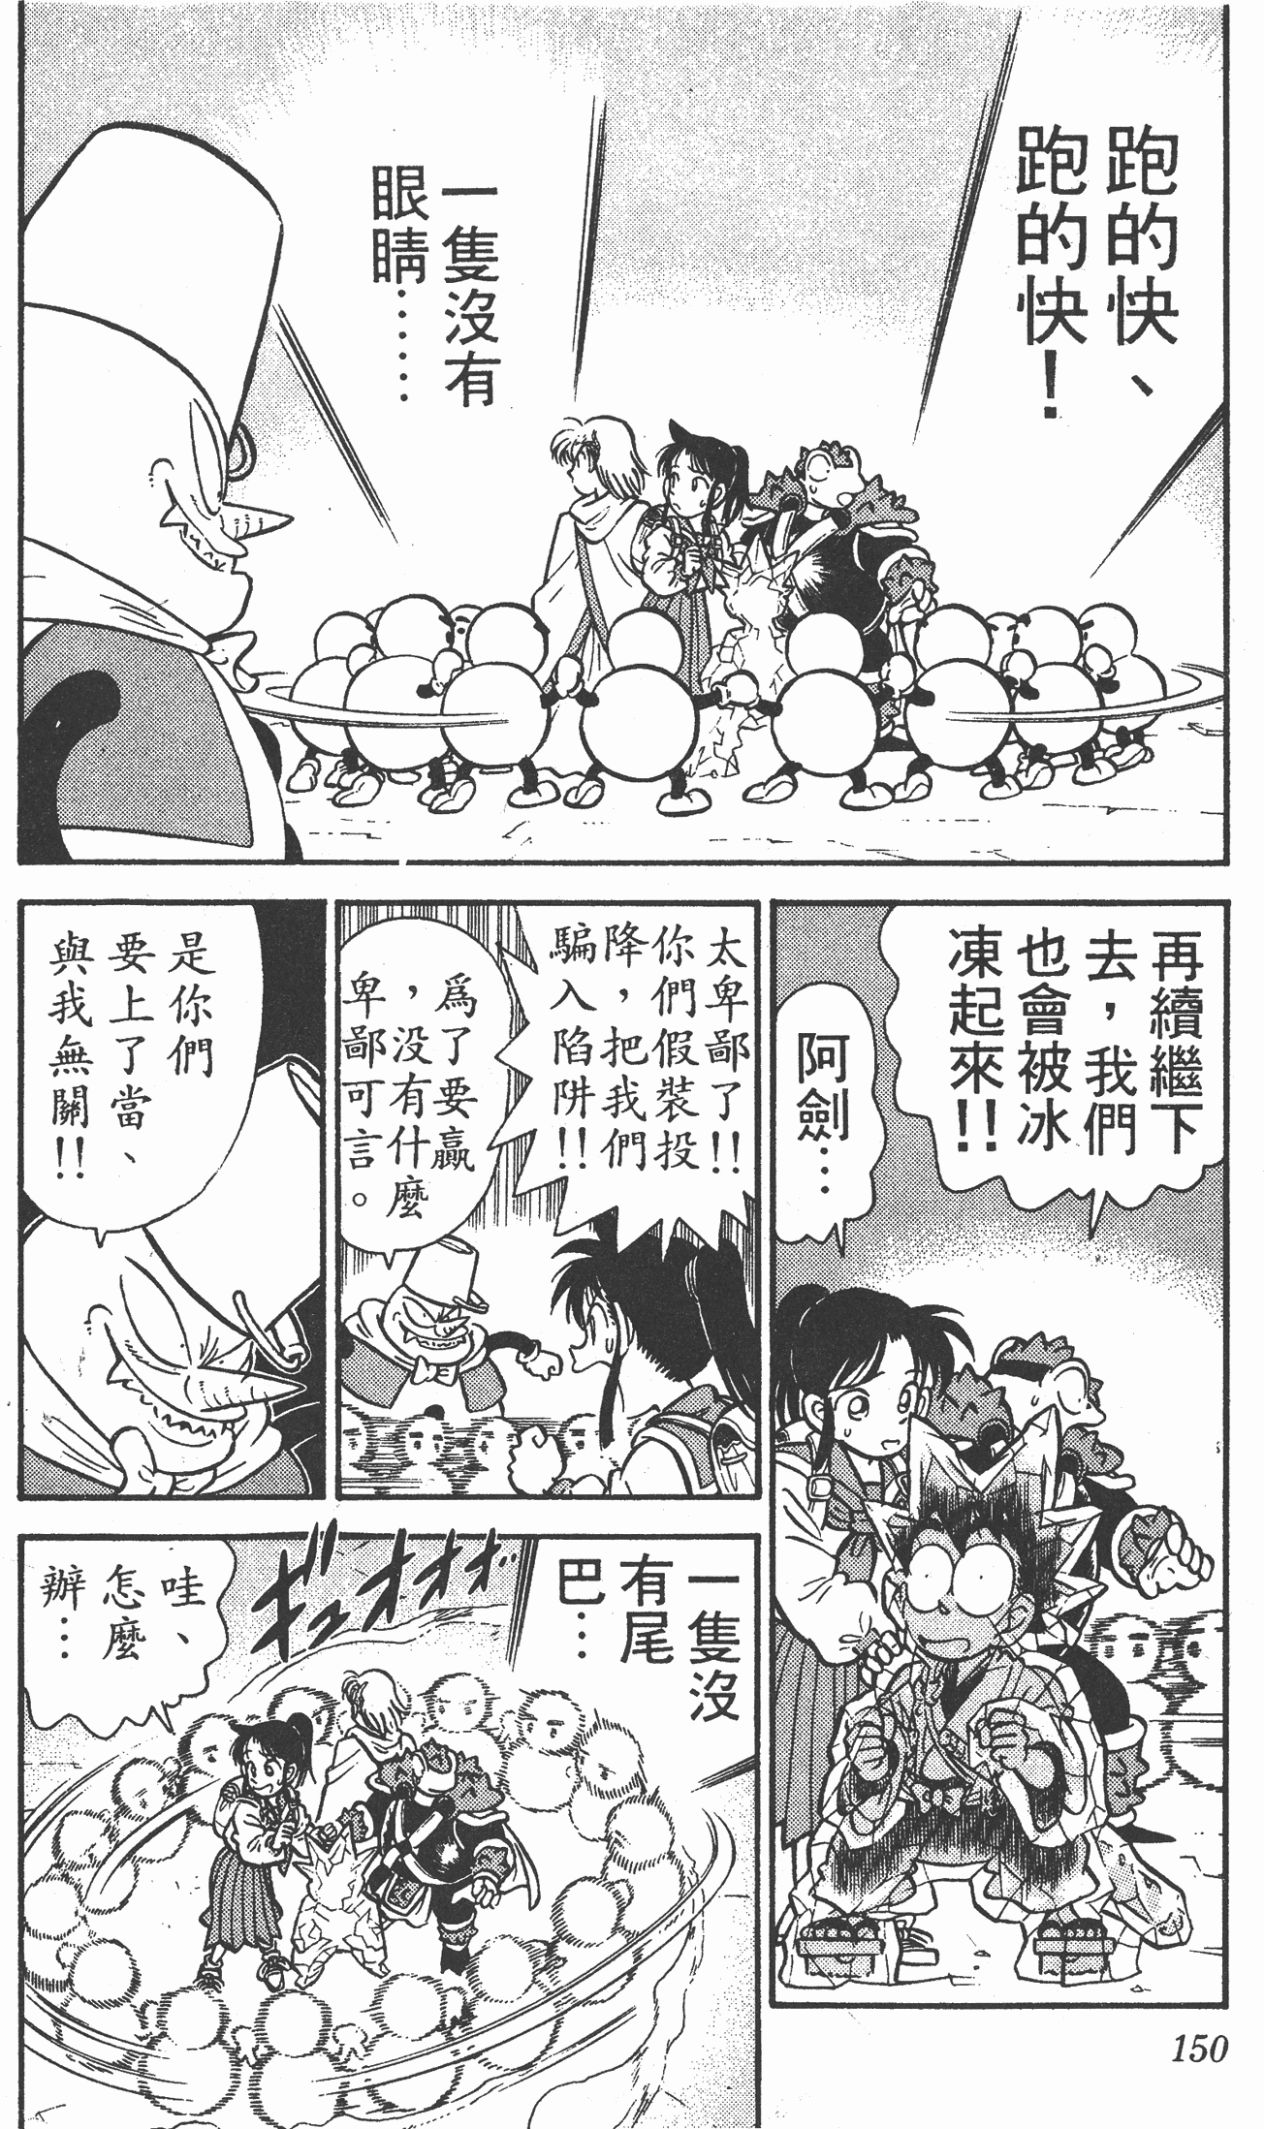 跑的快、
跑的快！
一隻沒有
眼睛⋯⋯
再續繼下
去，我們
也會被冰
凍起來!!
阿劍⋯
太卑鄙了!!
你們假裝投
降，把我們
騙入陷阱!!
爲了要贏
，没有什麼
卑鄙可言。
是你們
要上了當、
與我無關!!
一隻沒
有尾
巴⋯
ゴォオオオ
哇、
怎麼
辦⋯
150